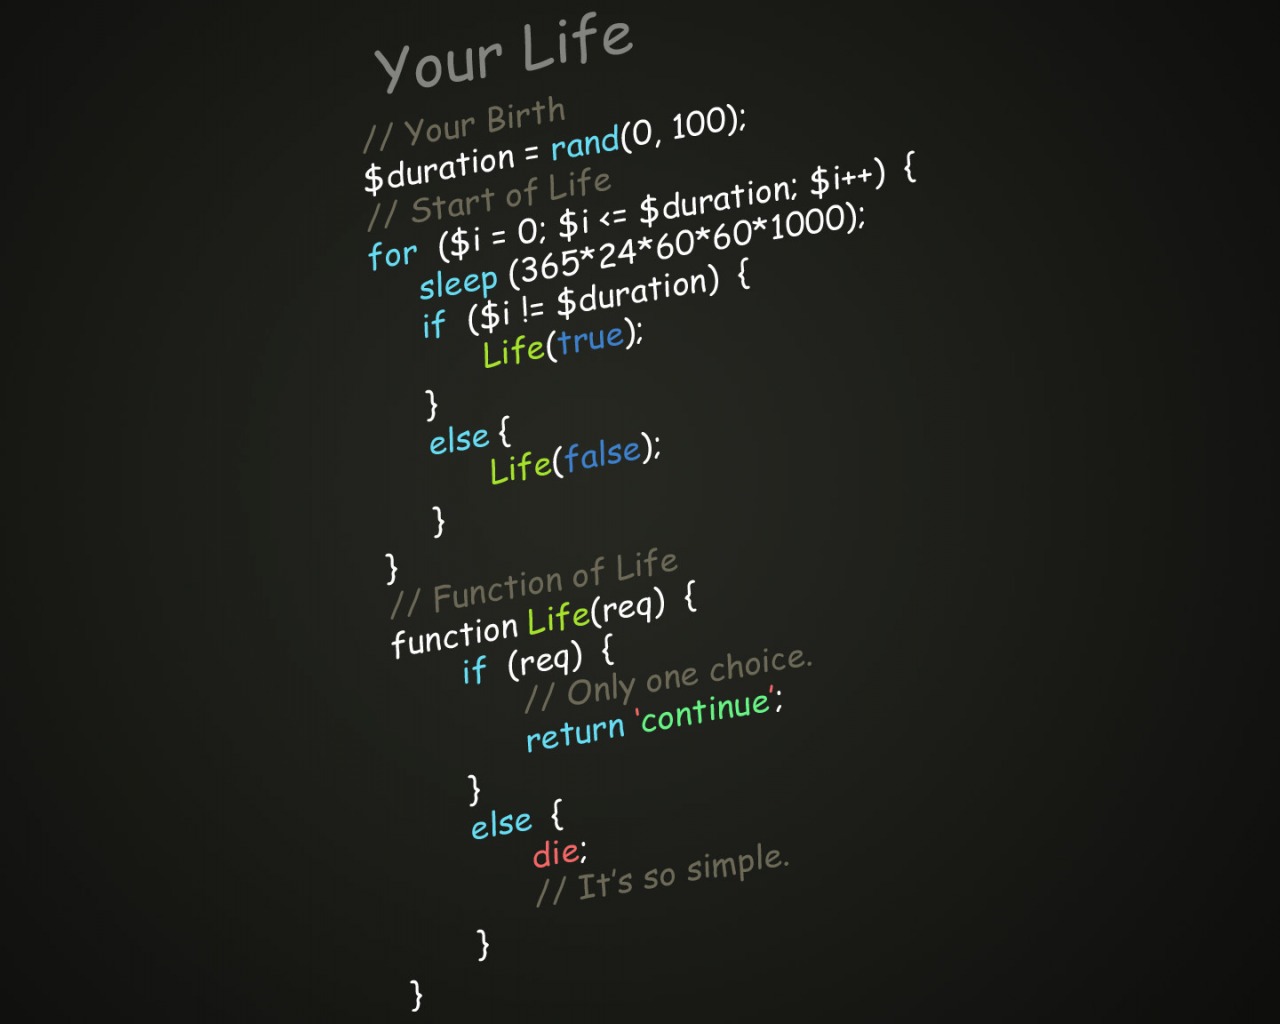 Your Life
// Your Birth
$duration = rand(0, 100);
// Start of Life
for ($i = 0; $i <= $duration; $i++) {
sleep (365*24*60*60*1000);
if ($i != $duration) {
Life(true);
}
else {
Life(false);
}
}
// Function of Life
function Life(req) {
if (req) {
// Only one choice.
return 'continue';
}
else {
die;
// It's so simple.
}
}